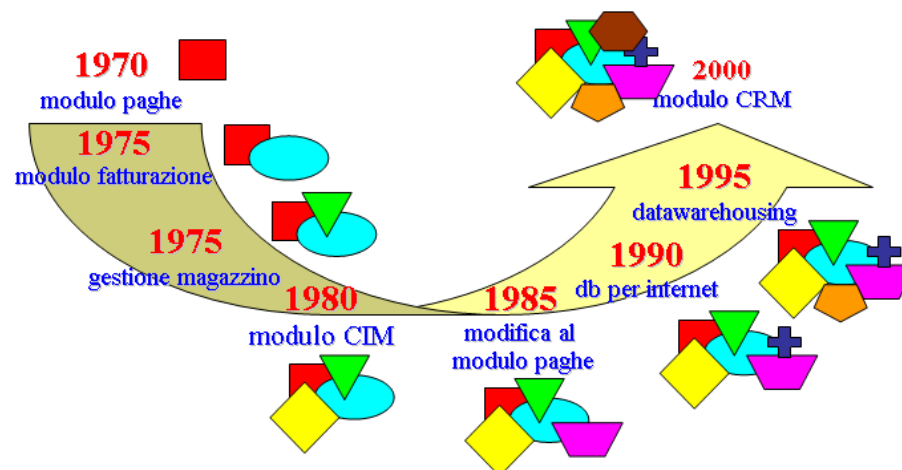 1970
modulo paghe
1975
modulo fatturazione
1975
gestione magazzino
1980
modulo CIM
1985
modifica al
modulo paghe
1990
db per internet
1995
datawarehousing
2000
modulo CRM